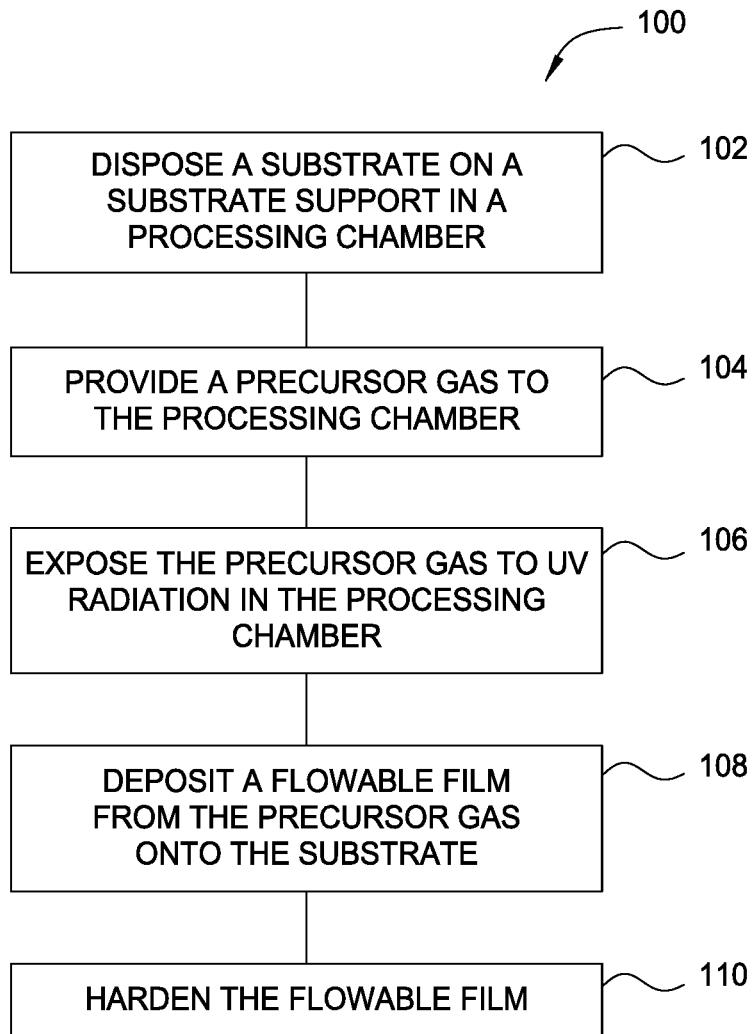 100
DISPOSE A SUBSTRATE ON A
SUBSTRATE SUPPORT IN A
PROCESSING CHAMBER
102
PROVIDE A PRECURSOR GAS TO
THE PROCESSING CHAMBER
104
EXPOSE THE PRECURSOR GAS TO UV
RADIATION IN THE PROCESSING
CHAMBER
106
DEPOSIT A FLOWABLE FILM
FROM THE PRECURSOR GAS
ONTO THE SUBSTRATE
108
HARDEN THE FLOWABLE FILM
110